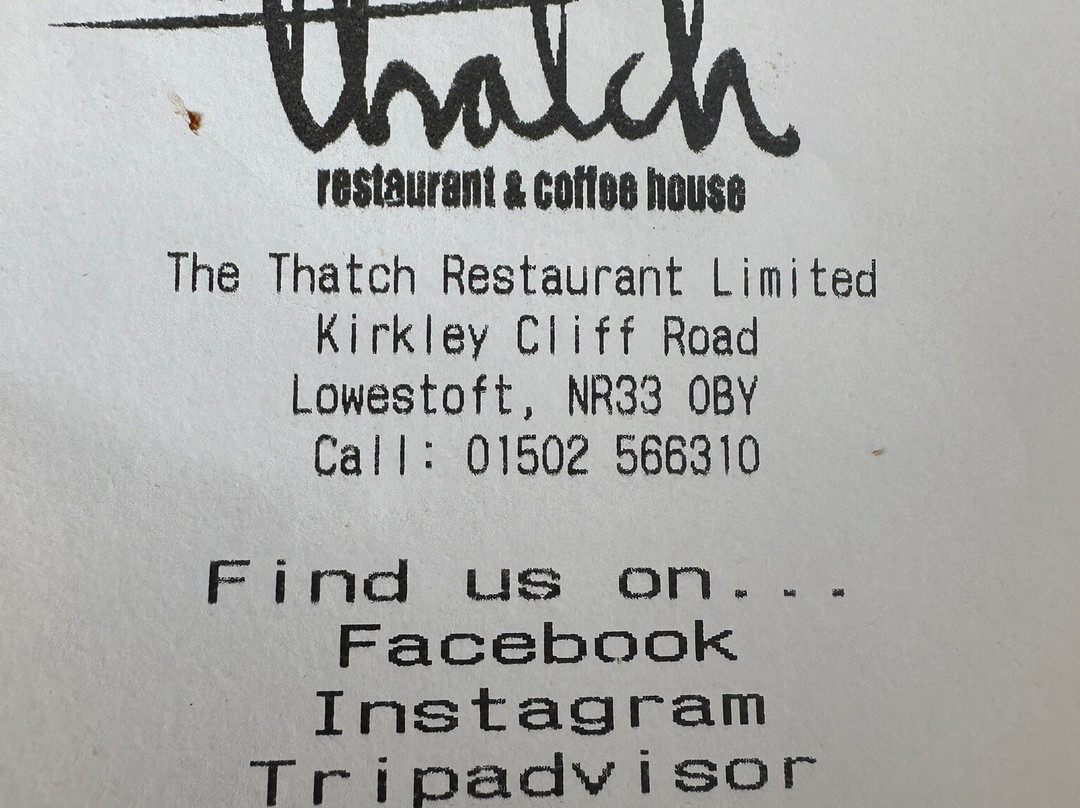 thatch
restaurant & coffee house
The Thatch Restaurant Limited
Kirkley Cliff Road
Lowestoft, NR33 0BY
Call: 01502 566310
Find us on...
Facebook
Instagram
Tripadvisor